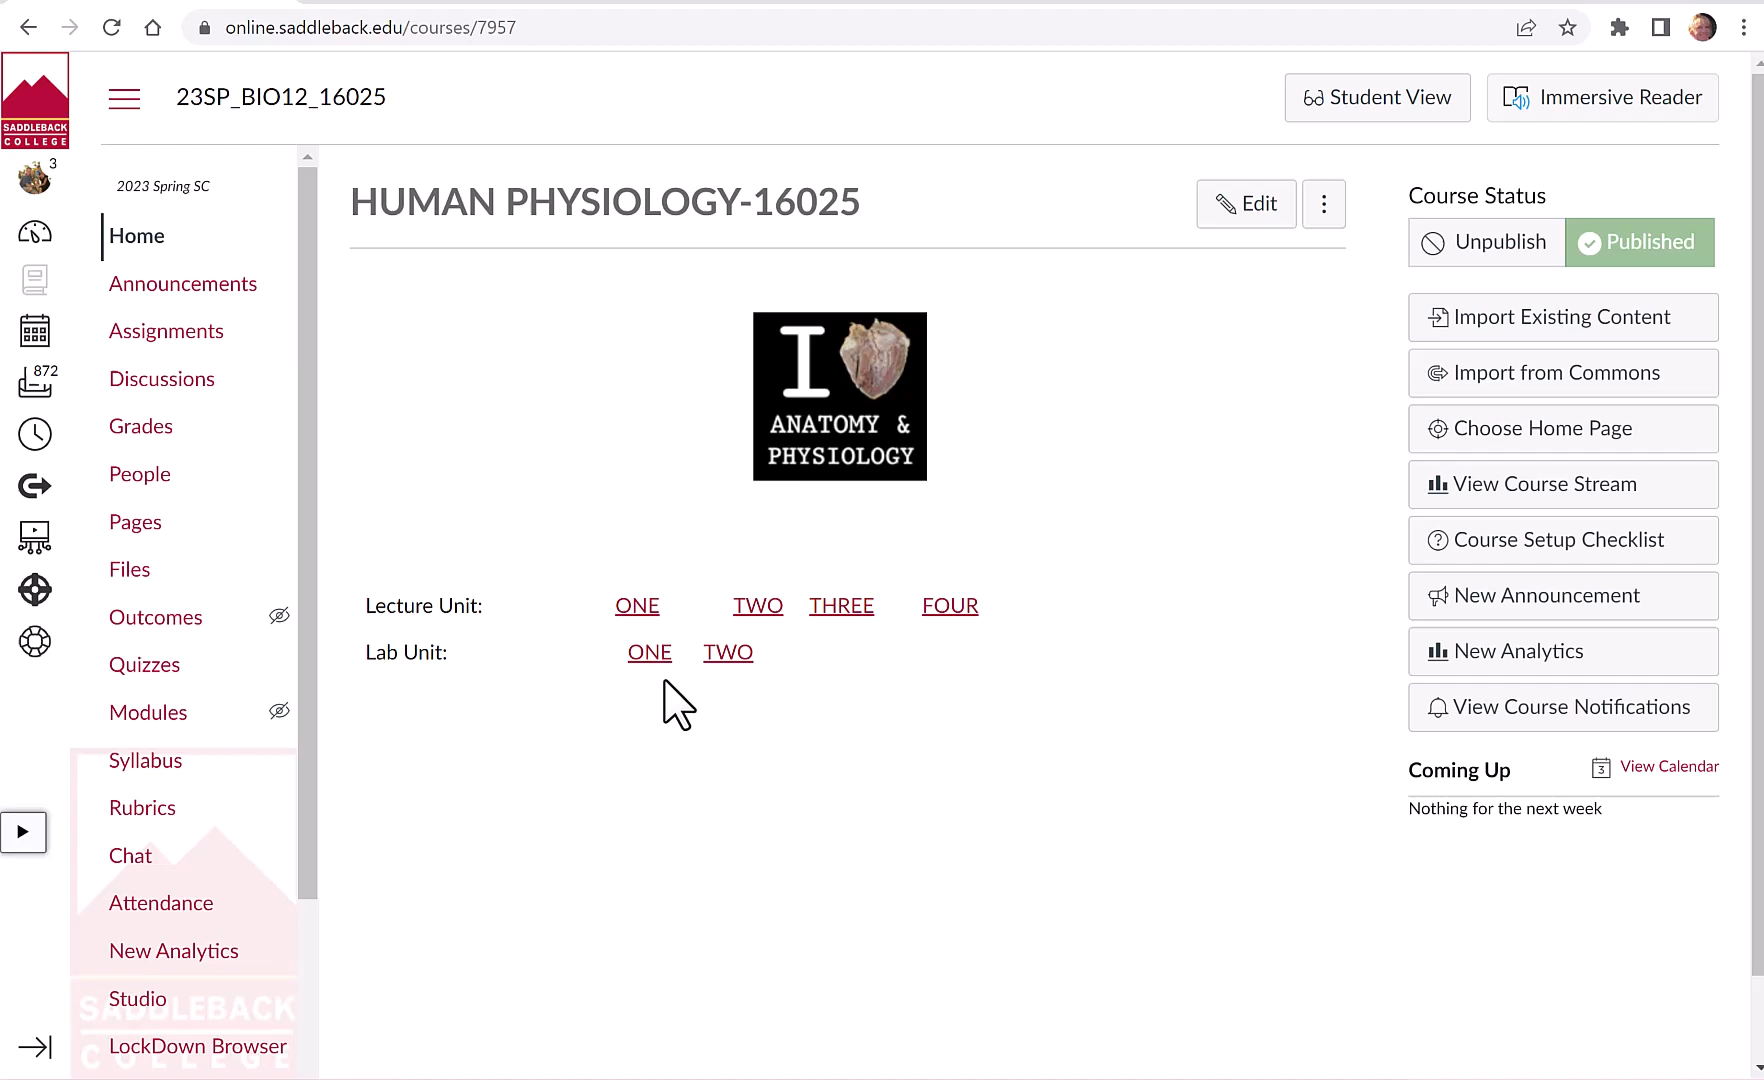 online.saddleback.edu/courses/7957
SADDLEBACK
COLLEGE
23SP_BIO12_16025
Student View
Immersive Reader
3
872
2023 Spring SC
Home
Announcements
Assignments
Discussions
Grades
People
Pages
Files
Outcomes
Quizzes
Modules
Syllabus
Rubrics
Chat
Attendance
New Analytics
Studio
LockDown Browser
SADDLEBACK
COLLEGE
HUMAN PHYSIOLOGY-16025
Edit
I
ANATOMY &
PHYSIOLOGY
Lecture Unit: ONE TWO THREE FOUR
Lab Unit: ONE TWO
Course Status
Unpublish Published
Import Existing Content
Import from Commons
Choose Home Page
View Course Stream
Course Setup Checklist
New Announcement
New Analytics
View Course Notifications
Coming Up 3 View Calendar
Nothing for the next week